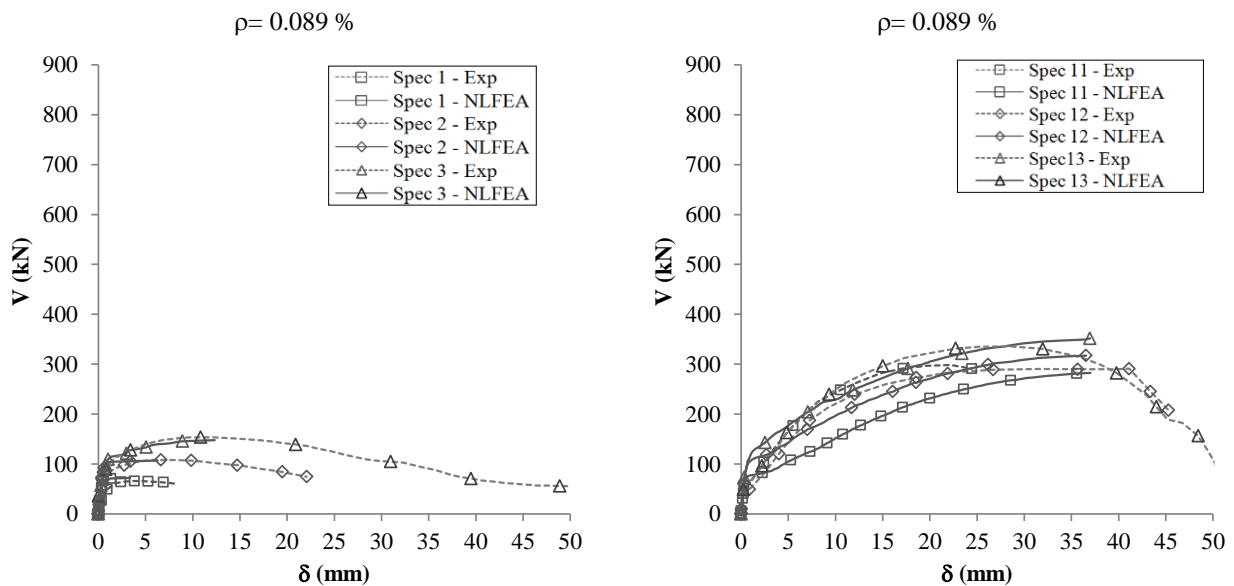 ρ= 0.089 %
900
800
700
600
500
400
300
200
100
0
V (kN)
Spec 1 - Exp
Spec 1 - NLFEA
Spec 2 - Exp
Spec 2 - NLFEA
Spec 3 - Exp
Spec 3 - NLFEA
0 5 10 15 20 25 30 35 40 45 50
δ (mm)
ρ= 0.089 %
900
800
700
600
500
400
300
200
100
0
V (kN)
Spec 11 - Exp
Spec 11 - NLFEA
Spec 12 - Exp
Spec 12 - NLFEA
Spec13 - Exp
Spec 13 - NLFEA
0 5 10 15 20 25 30 35 40 45 50
δ (mm)